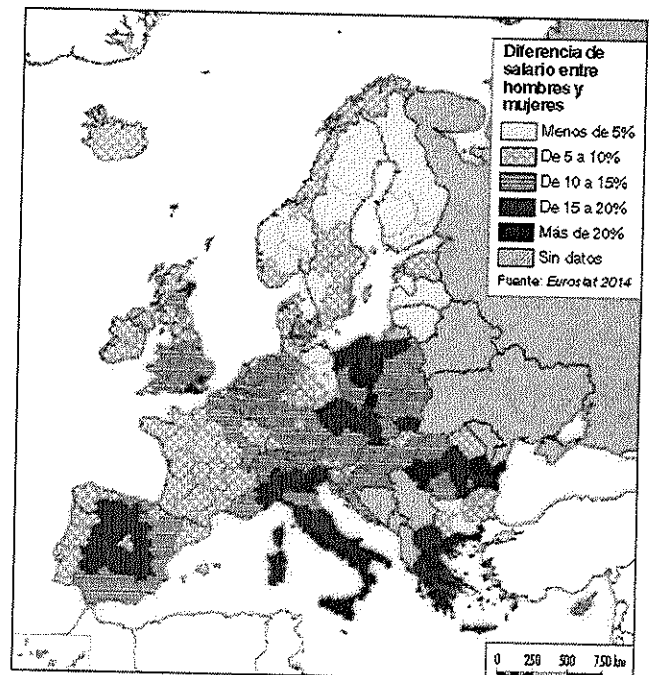 Diferencia de
salario entre
hombres y
mujeres
Menos de 5%
De 5 a 10%
De 10 a 15%
De 15 a 20%
Más de 20%
Sin datos
Fuente: Eurostat 2014
0 250 500 750 km